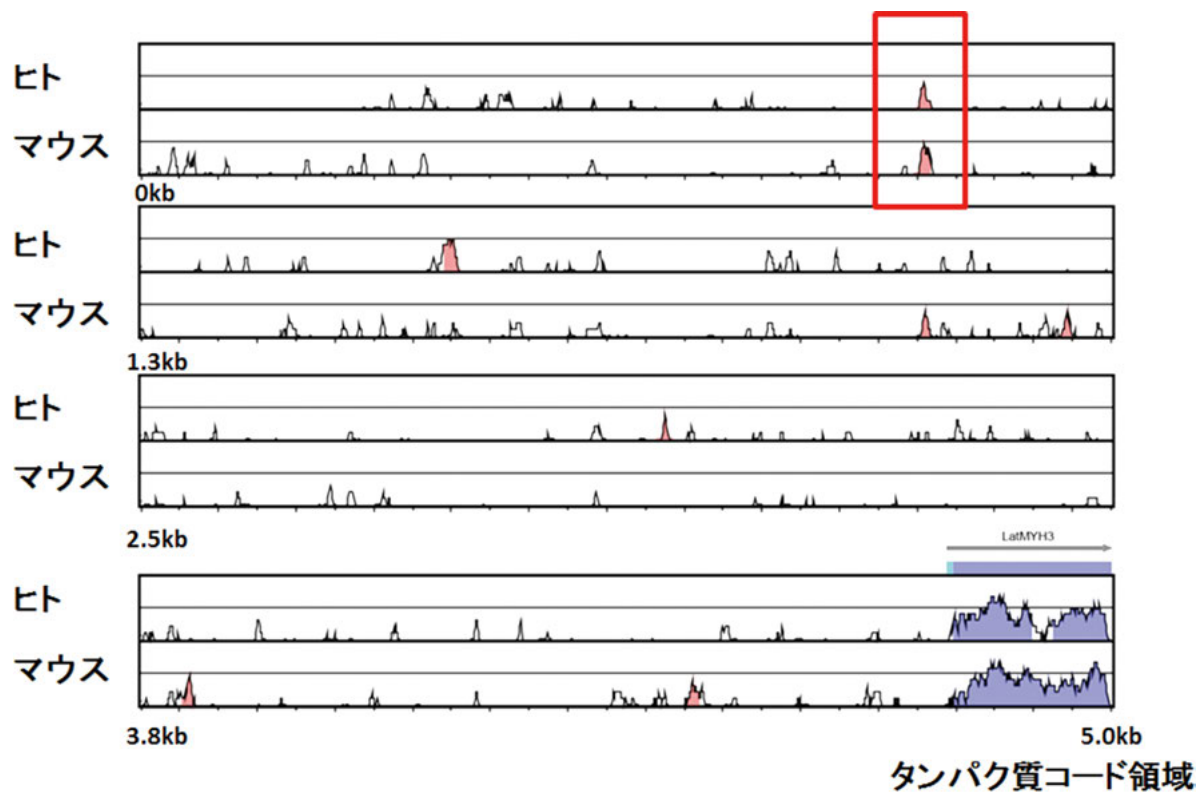 ヒト
マウス
0kb
ヒト
マウス
1.3kb
ヒト
マウス
2.5kb
LatMYH3
ヒト
マウス
3.8kb 5.0kb
タンパク質コード領域